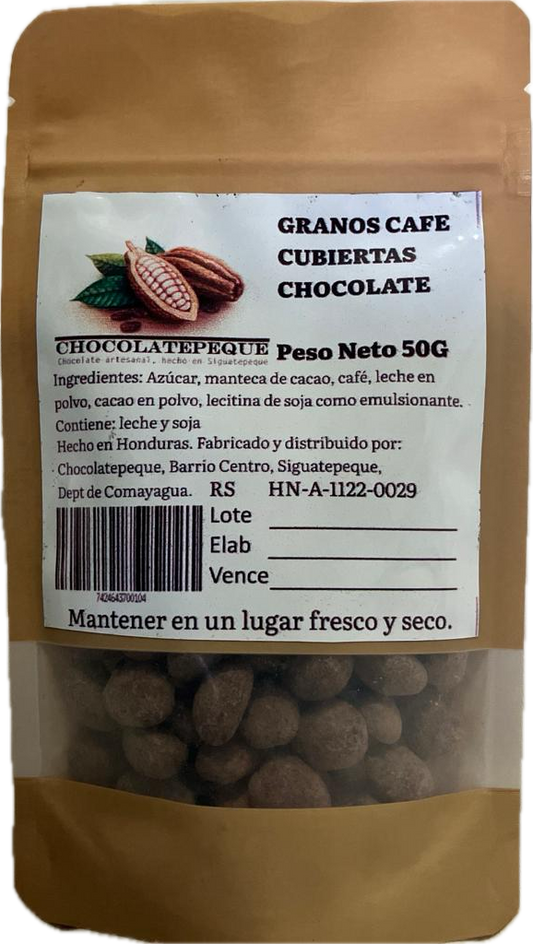 GRANOS CAFE
CUBIERTAS
CHOCOLATE
CHOCOLATEPEQUE
Chocolate artesanal, hecho en Siguatepeque
Peso Neto 50G
Ingredientes: Azúcar, manteca de cacao, café, leche en
polvo, cacao en polvo, lecitina de soja como emulsionante.
Contiene: leche y soja
Hecho en Honduras. Fabricado y distribuido por:
Chocolatepeque, Barrio Centro, Siguatepeque,
Dept de Comayagua. RS HN-A-1122-0029
Lote
Elab
Vence
7424643700104
Mantener en un lugar fresco y seco.